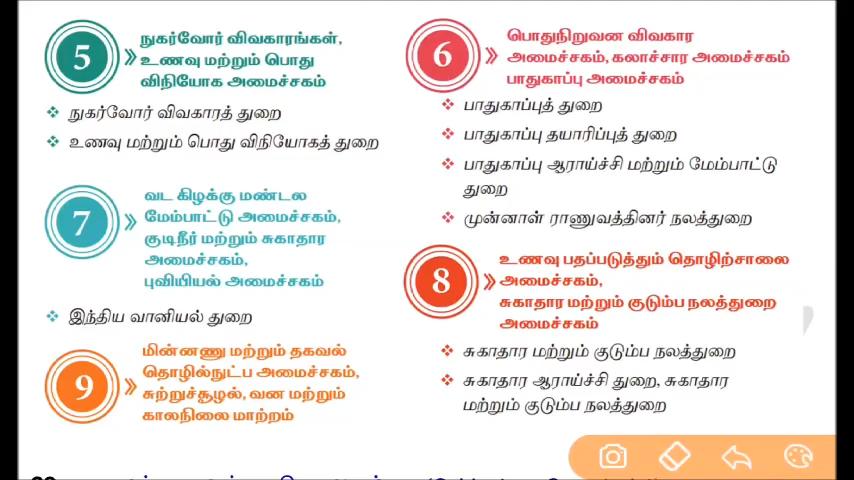 5
நுகர்வோர் விவகாரங்கள்,
உணவு மற்றும் பொது
விநியோக அமைச்சகம்
❖ நுகர்வோர் விவகாரத் துறை
❖ உணவு மற்றும் பொது விநியோகத் துறை
6
பொதுநிறுவன விவகார
அமைச்சகம், கலாச்சார அமைச்சகம்
பாதுகாப்பு அமைச்சகம்
❖ பாதுகாப்புத் துறை
❖ பாதுகாப்பு தயாரிப்புத் துறை
❖ பாதுகாப்பு ஆராய்ச்சி மற்றும் மேம்பாட்டு
துறை
❖ முன்னாள் ராணுவத்தினர் நலத்துறை
7
வட கிழக்கு மண்டல
மேம்பாட்டு அமைச்சகம்,
குடிநீர் மற்றும் சுகாதார
அமைச்சகம்,
புவியியல் அமைச்சகம்
❖ இந்திய வானியல் துறை
8
உணவு பதப்படுத்தும் தொழிற்சாலை
அமைச்சகம்,
சுகாதார மற்றும் குடும்ப நலத்துறை
அமைச்சகம்
❖ சுகாதார மற்றும் குடும்ப நலத்துறை
❖ சுகாதார ஆராய்ச்சி துறை, சுகாதார
மற்றும் குடும்ப நலத்துறை
9
மின்னணு மற்றும் தகவல்
தொழில்நுட்ப அமைச்சகம்,
சுற்றுச்சூழல், வன மற்றும்
காலநிலை மாற்றம்